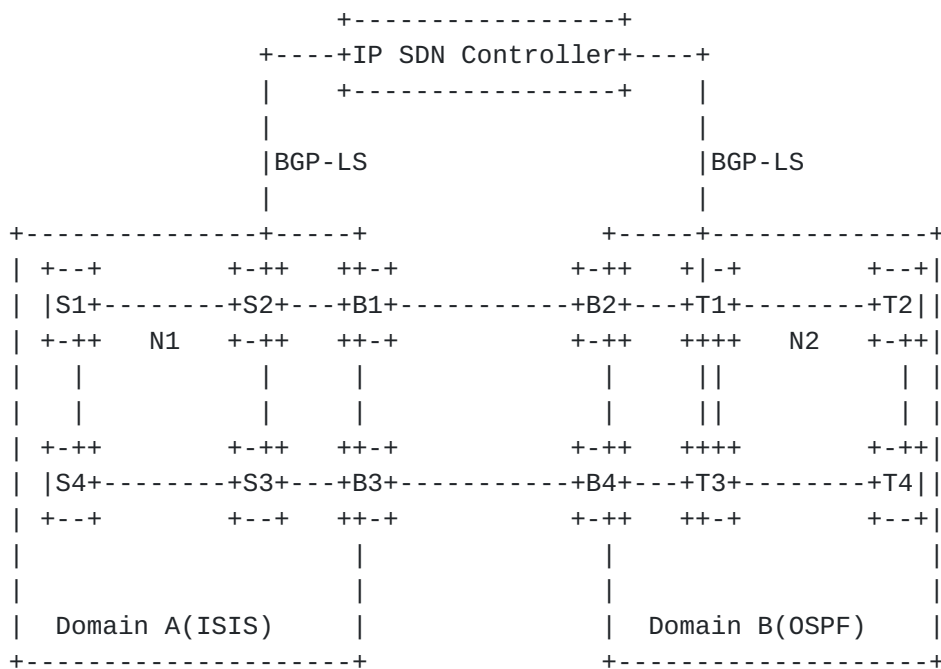 IP SDN Controller
BGP-LS BGP-LS
S1 S2 B1 B2 T1 T2
N1 N2
S4 S3 B3 B4 T3 T4
Domain A(ISIS) Domain B(OSPF)